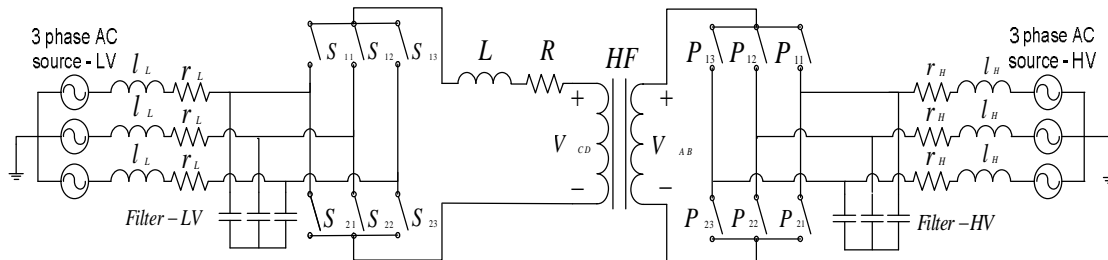 3 phase AC
source - LV
l L
r L
l L
r L
l L
r L
Filter - LV
S 11
S 12
S 13
S 21
S 22
S 23
L
R
HF
+
V CD
−
+
V AB
−
P 13
P 12
P 11
P 23
P 22
P 21
3 phase AC
source - HV
r H
l H
r H
l H
r H
l H
Filter - HV